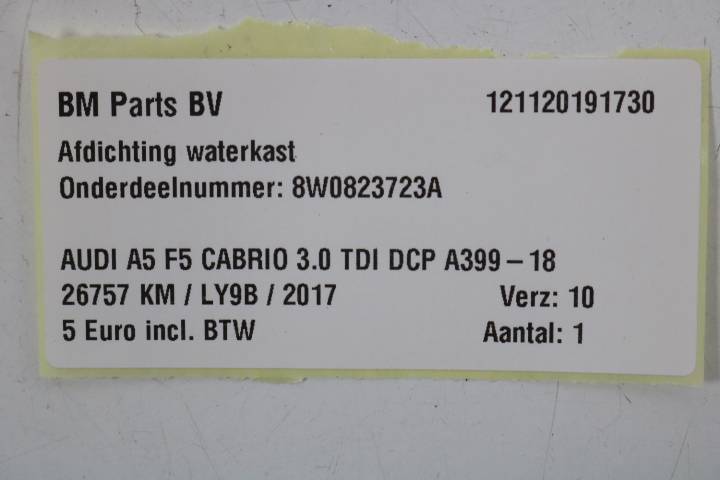 BM Parts BV 121120191730
Afdichting waterkast
Onderdeelnummer: 8W0823723A
AUDI A5 F5 CABRIO 3.0 TDI DCP A399-18
26757 KM / LY9B / 2017 Verz: 10
5 Euro incl. BTW Aantal: 1